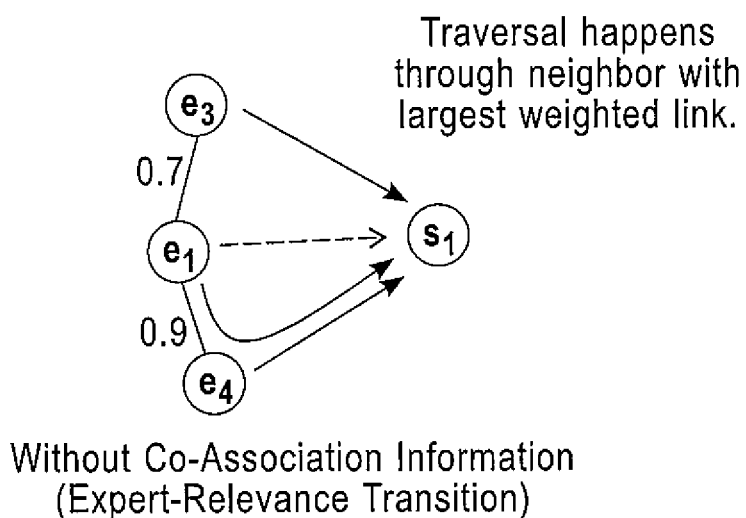 Traversal happens
through neighbor with
largest weighted link.
e3
0.7
e1
s1
0.9
e4
Without Co-Association Information
(Expert-Relevance Transition)